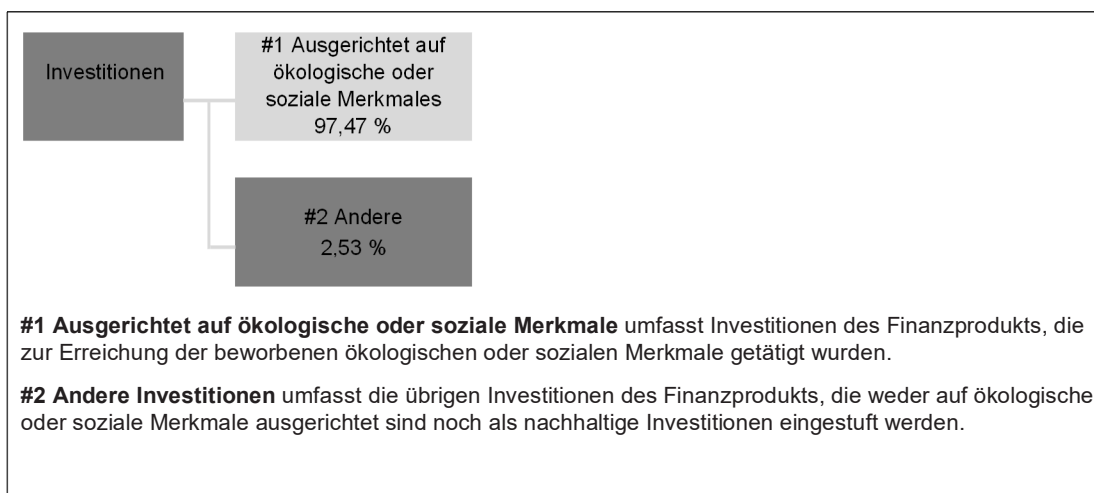 Investitionen
#1 Ausgerichtet auf
ökologische oder
soziale Merkmales
97,47 %
#2 Andere
2,53 %
#1 Ausgerichtet auf ökologische oder soziale Merkmale umfasst Investitionen des Finanzprodukts, die
zur Erreichung der beworbenen ökologischen oder sozialen Merkmale getätigt wurden.
#2 Andere Investitionen umfasst die übrigen Investitionen des Finanzprodukts, die weder auf ökologische
oder soziale Merkmale ausgerichtet sind noch als nachhaltige Investitionen eingestuft werden.